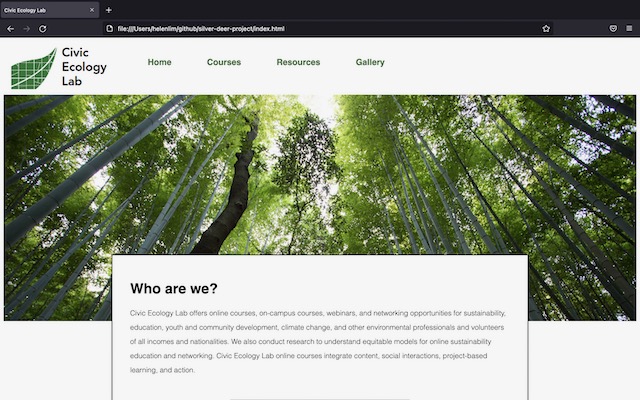 Civic Ecology Lab
file:///Users/helenlim/github/silver-deer-project/index.html
Civic
Ecology
Lab
Home Courses Resources Gallery
Who are we?
Civic Ecology Lab offers online courses, on-campus courses, webinars, and networking opportunities for sustainability,
education, youth and community development, climate change, and other environmental professionals and volunteers
of all incomes and nationalities. We also conduct research to understand equitable models for online sustainability
education and networking. Civic Ecology Lab online courses integrate content, social interactions, project-based
learning, and action.